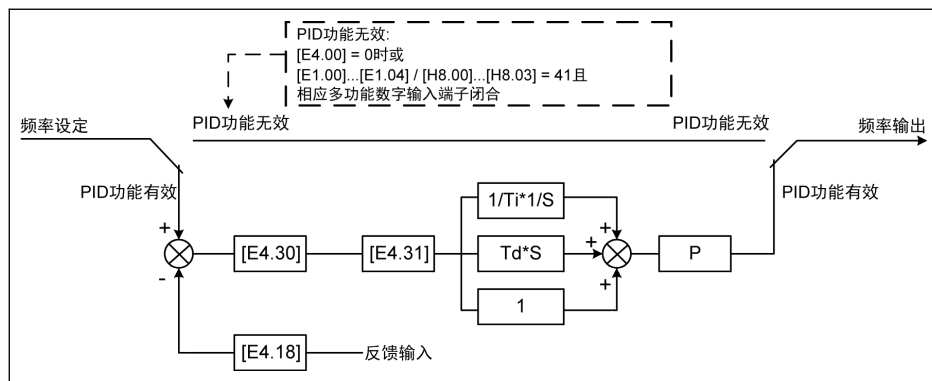 PID功能无效:
[E4.00] = 0时或
[E1.00]...[E1.04] / [H8.00]...[H8.03] = 41且
相应多功能数字输入端子闭合
频率设定
PID功能无效
PID功能无效
频率输出
PID功能有效
PID功能有效
1/Ti*1/S
+
+
[E4.30]
[E4.31]
Td*S
+
P
-
+
1
[E4.18]
反馈输入